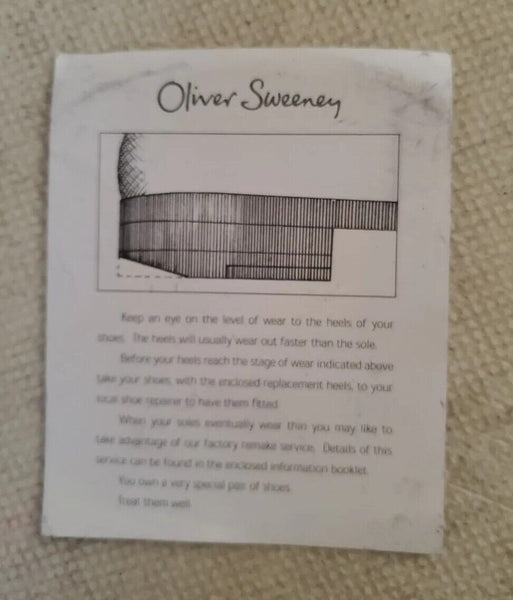 Oliver Sweeney
Keep an eye on the level of wear to the heels of your
shoes. The heels will usually wear out faster than the sole.
Before your heels reach the stage of wear indicated above
take your shoes, with the enclosed replacement heels, to your
local shoe repairer to have them fitted.
When your soles eventually wear thin you may like to
take advantage of our factory remake service. Details of this
service can be found in the enclosed information booklet.
You own a very special pair of shoes.
Treat them well.